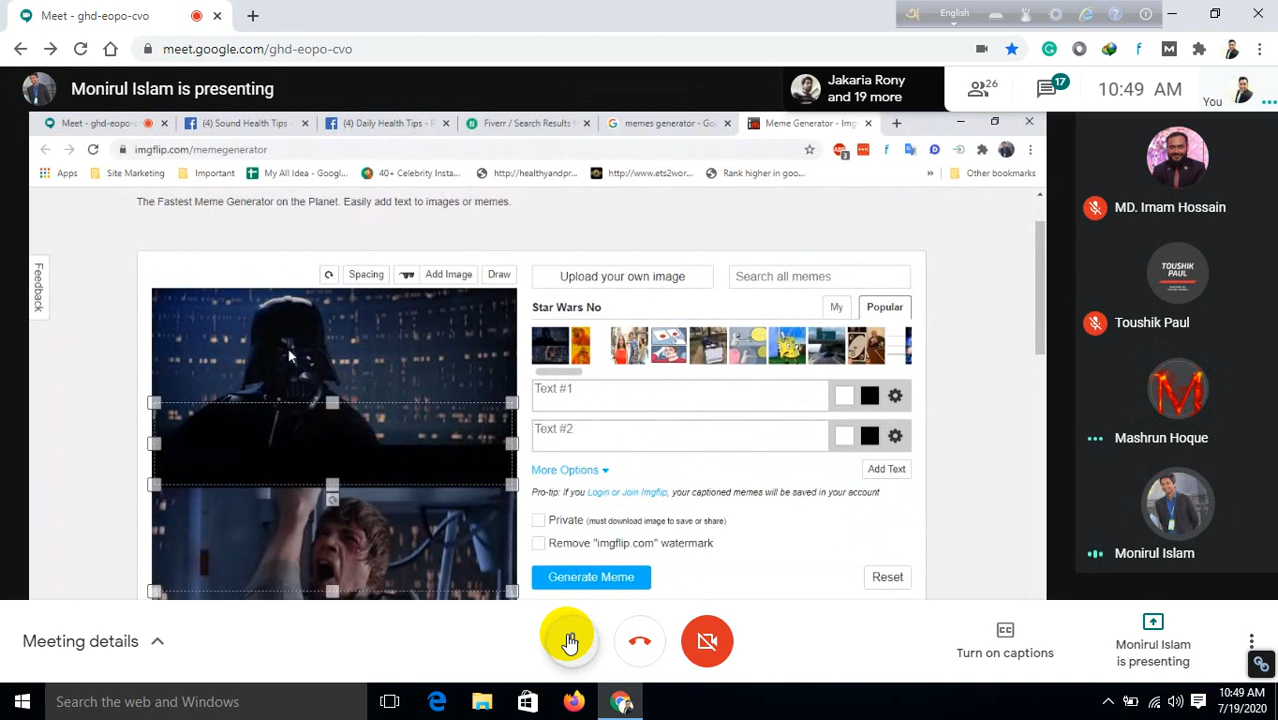 Meet - ghd-eopo-cvo
English
meet.google.com/ghd-eopo-cvo
Monirul Islam is presenting
Jakaria Rony
and 19 more
26
17
10:49 AM
You
Meet - ghd-eopo-
(4) Sound Health Tips
(4) Daily Health Tips -
Fiverr / Search Results
memes generator - Go
Meme Generator - Img
imgflip.com/memegenerator
3
Apps
Site Marketing
Important
My All Idea - Googl...
40+ Celebrity Insta...
http://healthyandpr...
http://www.ets2wor...
Rank higher in goo...
»
Other bookmarks
The Fastest Meme Generator on the Planet. Easily add text to images or memes.
Feedback
Spacing
Add Image
Draw
Upload your own image
Search all memes
Star Wars No
My
Popular
Text #1
Text #2
More Options
Add Text
Pro-tip: If you Login or Join Imgflip, your captioned memes will be saved in your account
Private (must download image to save or share)
Remove "imgflip.com" watermark
Generate Meme
Reset
MD. Imam Hossain
TOUSHIK
PAUL
Toushik Paul
Mashrun Hoque
Monirul Islam
Meeting details
CC
Turn on captions
Monirul Islam
is presenting
Search the web and Windows
10:49 AM
7/19/2020